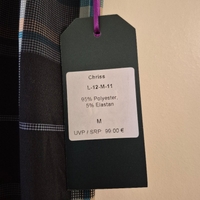 Chriss
L-12-M-11
95% Polyester,
5% Elastan
M
UVP / SRP 99.00 €